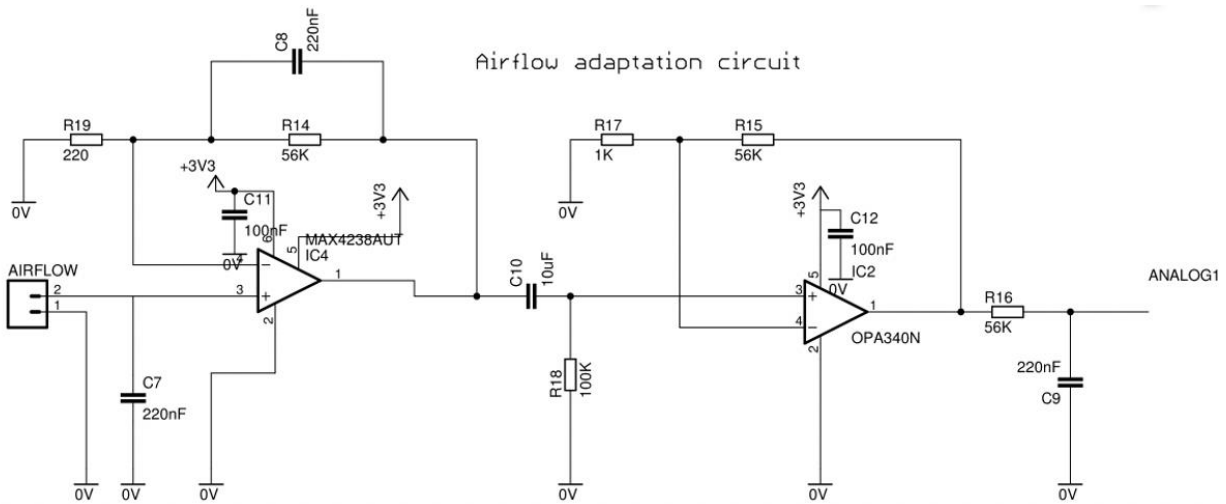 Airflow adaptation circuit
C8
220nF
R19
220
R14
56K
0V
+3V3
C11
100nF
0V
+3V3
6
5
MAX4238AUT
IC4
4
3
1
2
AIRFLOW
2
1
C7
220nF
0V
0V
0V
C10
10uF
R18
100K
0V
R17
1K
R15
56K
0V
+3V3
C12
100nF
0V
5
IC2
3
4
1
2
OPA340N
0V
R16
56K
ANALOG1
220nF
C9
0V